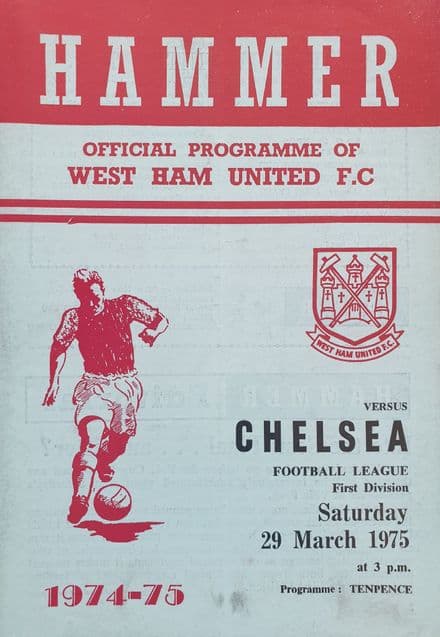 HAMMER
OFFICIAL PROGRAMME OF
WEST HAM UNITED F.C
WEST HAM UNITED F.C.
VERSUS
CHELSEA
FOOTBALL LEAGUE
First Division
Saturday
29 March 1975
at 3 p.m.
Programme : TENPENCE
1974-75